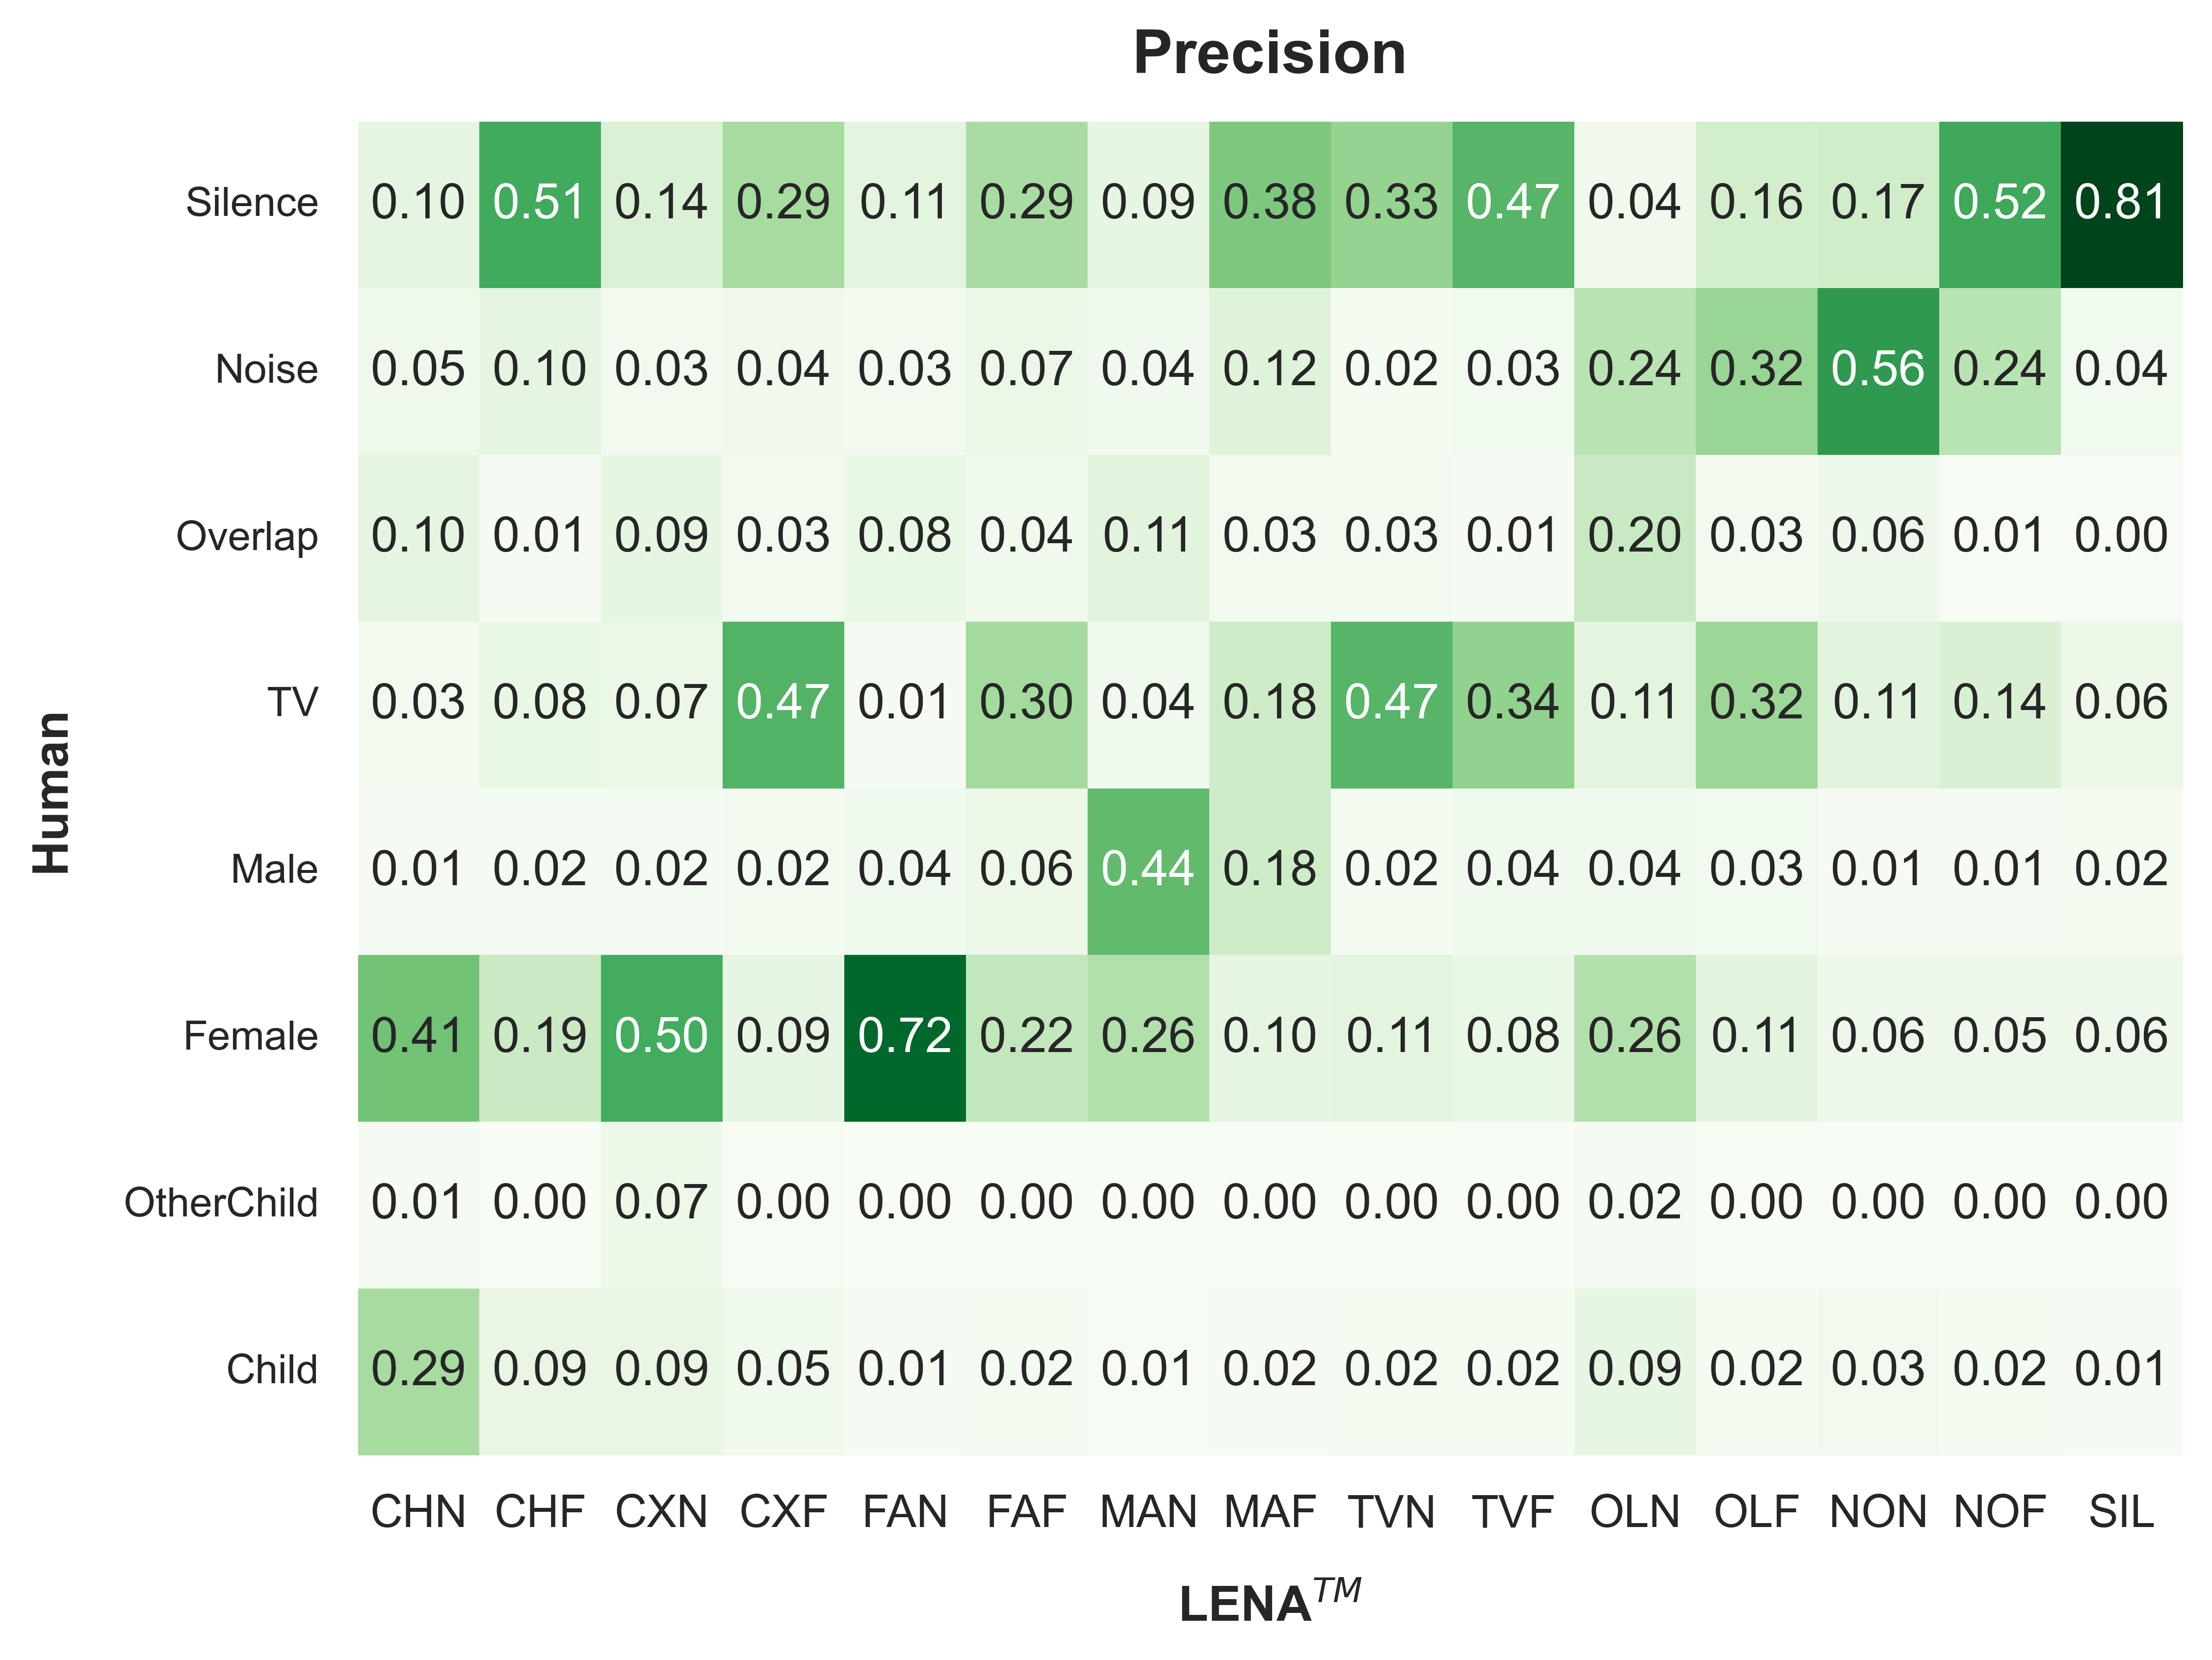 Precision
Silence 0.10 0.51 0.14 0.29 0.11 0.29 0.09 0.38 0.33 0.47 0.04 0.16 0.17 0.52 0.81
Noise 0.05 0.10 0.03 0.04 0.03 0.07 0.04 0.12 0.02 0.03 0.24 0.32 0.56 0.24 0.04
Overlap 0.10 0.01 0.09 0.03 0.08 0.04 0.11 0.03 0.03 0.01 0.20 0.03 0.06 0.01 0.00
TV 0.03 0.08 0.07 0.47 0.01 0.30 0.04 0.18 0.47 0.34 0.11 0.32 0.11 0.14 0.06
Human
Male 0.01 0.02 0.02 0.02 0.04 0.06 0.44 0.18 0.02 0.04 0.04 0.03 0.01 0.01 0.02
Female 0.41 0.19 0.50 0.09 0.72 0.22 0.26 0.10 0.11 0.08 0.26 0.11 0.06 0.05 0.06
OtherChild 0.01 0.00 0.07 0.00 0.00 0.00 0.00 0.00 0.00 0.00 0.02 0.00 0.00 0.00 0.00
Child 0.29 0.09 0.09 0.05 0.01 0.02 0.01 0.02 0.02 0.02 0.09 0.02 0.03 0.02 0.01
CHN CHF CXN CXF FAN FAF MAN MAF TVN TVF OLN OLF NON NOF SIL
LENA™